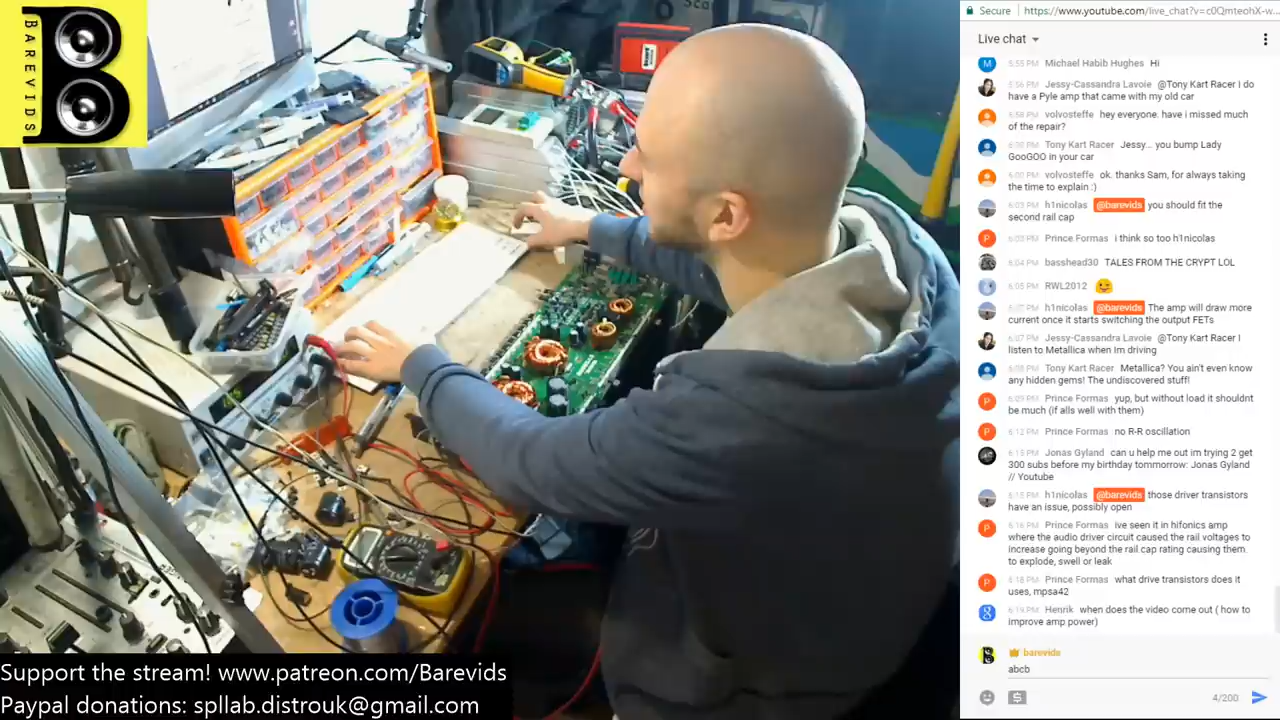 BAREVIDS
Secure https://www.youtube.com/live_chat?v=c0QmteohX-w...
Live chat
M 5:55 PM Michael Habib Hughes Hi
5:56 PM Jessy-Cassandra Lavoie @Tony Kart Racer I do
have a Pyle amp that came with my old car
5:58 PM volvosteffe hey everyone. have i missed much
of the repair?
Tony Kart Racer Jessy... you bump Lady
GooGOO in your car
6:00 PM volvosteffe ok. thanks Sam, for always taking
the time to explain :)
6:03 PM h1nicolas @barevids you should fit the
second rail cap
P 6:03 PM Prince Formas i think so too h1nicolas
6:04 PM basshead30 TALES FROM THE CRYPT LOL
6:05 PM RWL2012
h1nicolas @barevids The amp will draw more
current once it starts switching the output FETs
6:07 PM Jessy-Cassandra Lavoie @Tony Kart Racer I
listen to Metallica when Im driving
6:08 PM Tony Kart Racer Metallica? You ain't even know
any hidden gems! The undiscovered stuff!
P 6:09 PM Prince Formas yup, but without load it shouldnt
be much (if alls well with them)
P 6:12 PM Prince Formas no R-R oscillation
6:15 PM Jonas Gyland can u help me out im trying 2 get
300 subs before my birthday tommorrow: Jonas Gyland
// Youtube
6:15 PM h1nicolas @barevids those driver transistors
have an issue, possibly open
P 6:16 PM Prince Formas ive seen it in hifonics amp
where the audio driver circuit caused the rail voltages to
increase going beyond the rail cap rating causing them.
to explode, swell or leak
P 6:18 PM Prince Formas what drive transistors does it
uses, mpsa42
6:19 PM Henrik when does the video come out ( how to
improve amp power)
barevids
abcb
4/200
Support the stream! www.patreon.com/Barevids
Paypal donations: spllab.distrouk@gmail.com